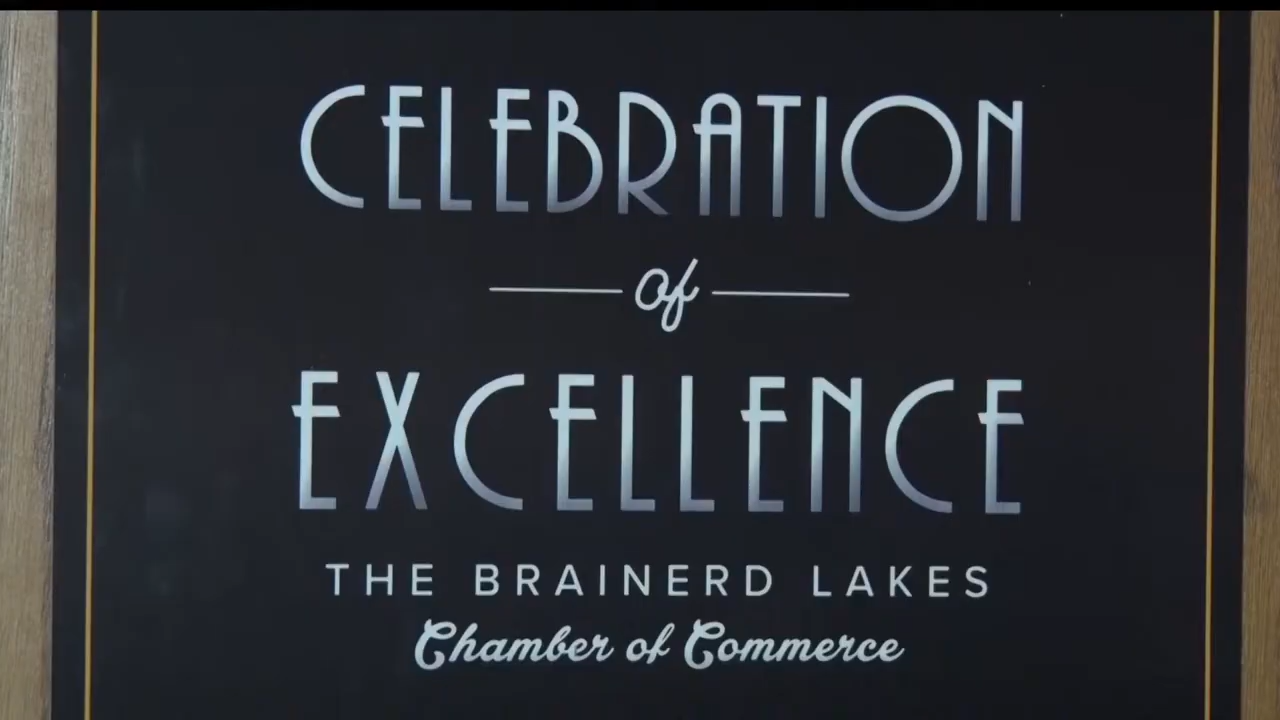 CELEBRATION
of
EXCELLENCE
THE BRAINERD LAKES
Chamber of Commerce